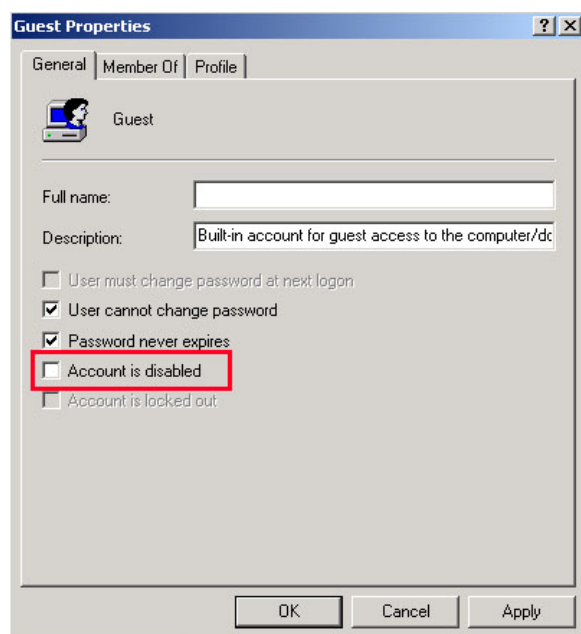 Guest Properties
General Member Of Profile
Guest
Full name:
Description: Built-in account for guest access to the computer/dc
User must change password at next logon
User cannot change password
Password never expires
Account is disabled
Account is locked out
OK Cancel Apply